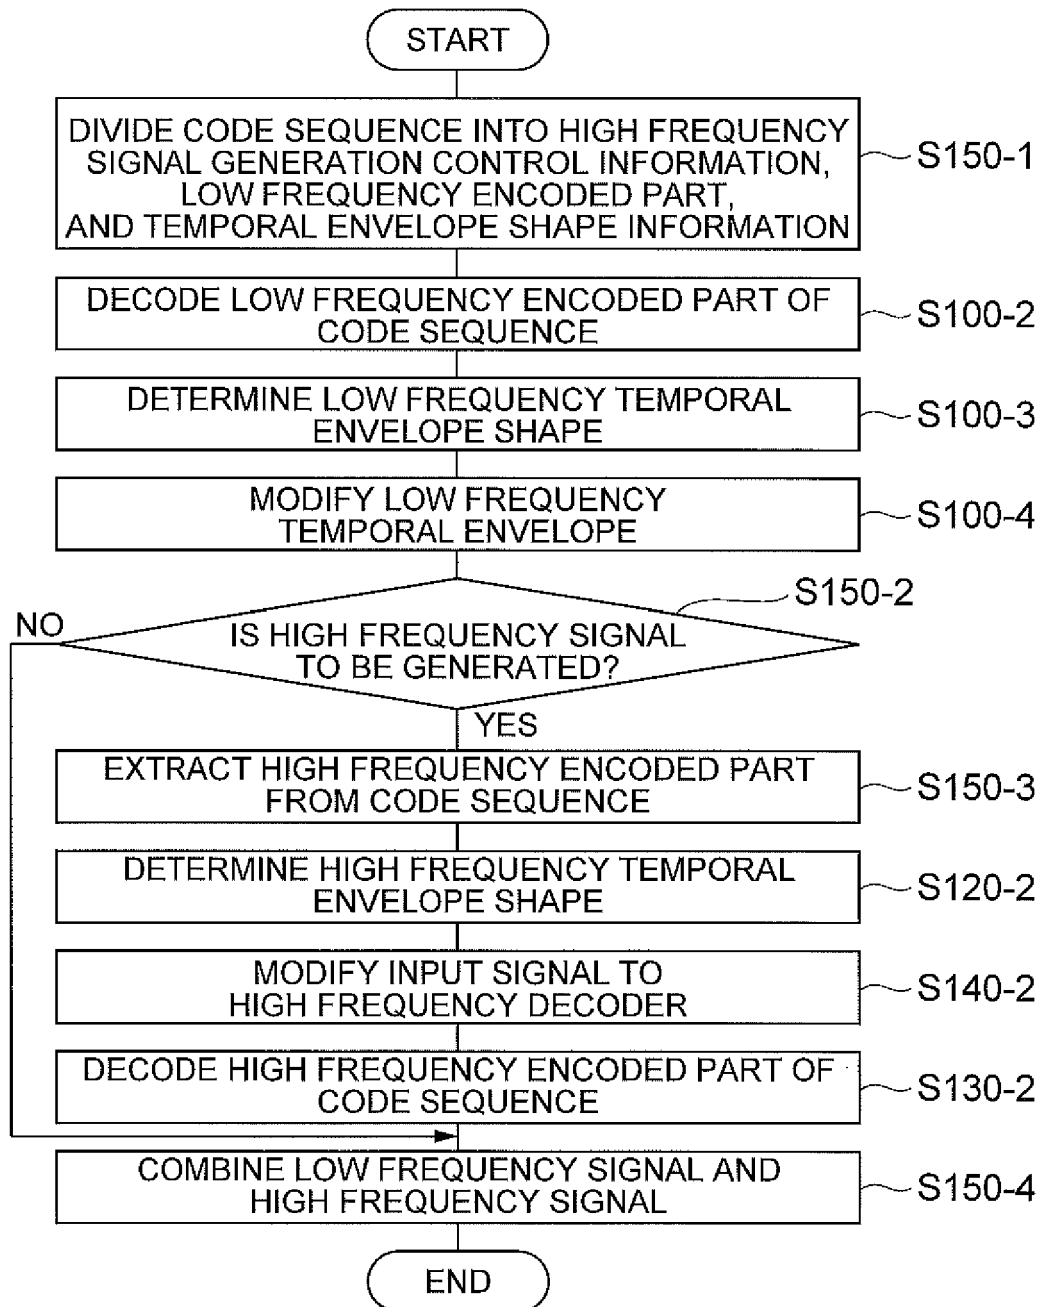 START
DIVIDE CODE SEQUENCE INTO HIGH FREQUENCY
SIGNAL GENERATION CONTROL INFORMATION,
LOW FREQUENCY ENCODED PART,
AND TEMPORAL ENVELOPE SHAPE INFORMATION
S150-1
DECODE LOW FREQUENCY ENCODED PART OF
CODE SEQUENCE
S100-2
DETERMINE LOW FREQUENCY TEMPORAL
ENVELOPE SHAPE
S100-3
MODIFY LOW FREQUENCY
TEMPORAL ENVELOPE
S100-4
S150-2
NO
IS HIGH FREQUENCY SIGNAL
TO BE GENERATED?
YES
EXTRACT HIGH FREQUENCY ENCODED PART
FROM CODE SEQUENCE
S150-3
DETERMINE HIGH FREQUENCY TEMPORAL
ENVELOPE SHAPE
S120-2
MODIFY INPUT SIGNAL TO
HIGH FREQUENCY DECODER
S140-2
DECODE HIGH FREQUENCY ENCODED PART OF
CODE SEQUENCE
S130-2
COMBINE LOW FREQUENCY SIGNAL AND
HIGH FREQUENCY SIGNAL
S150-4
END